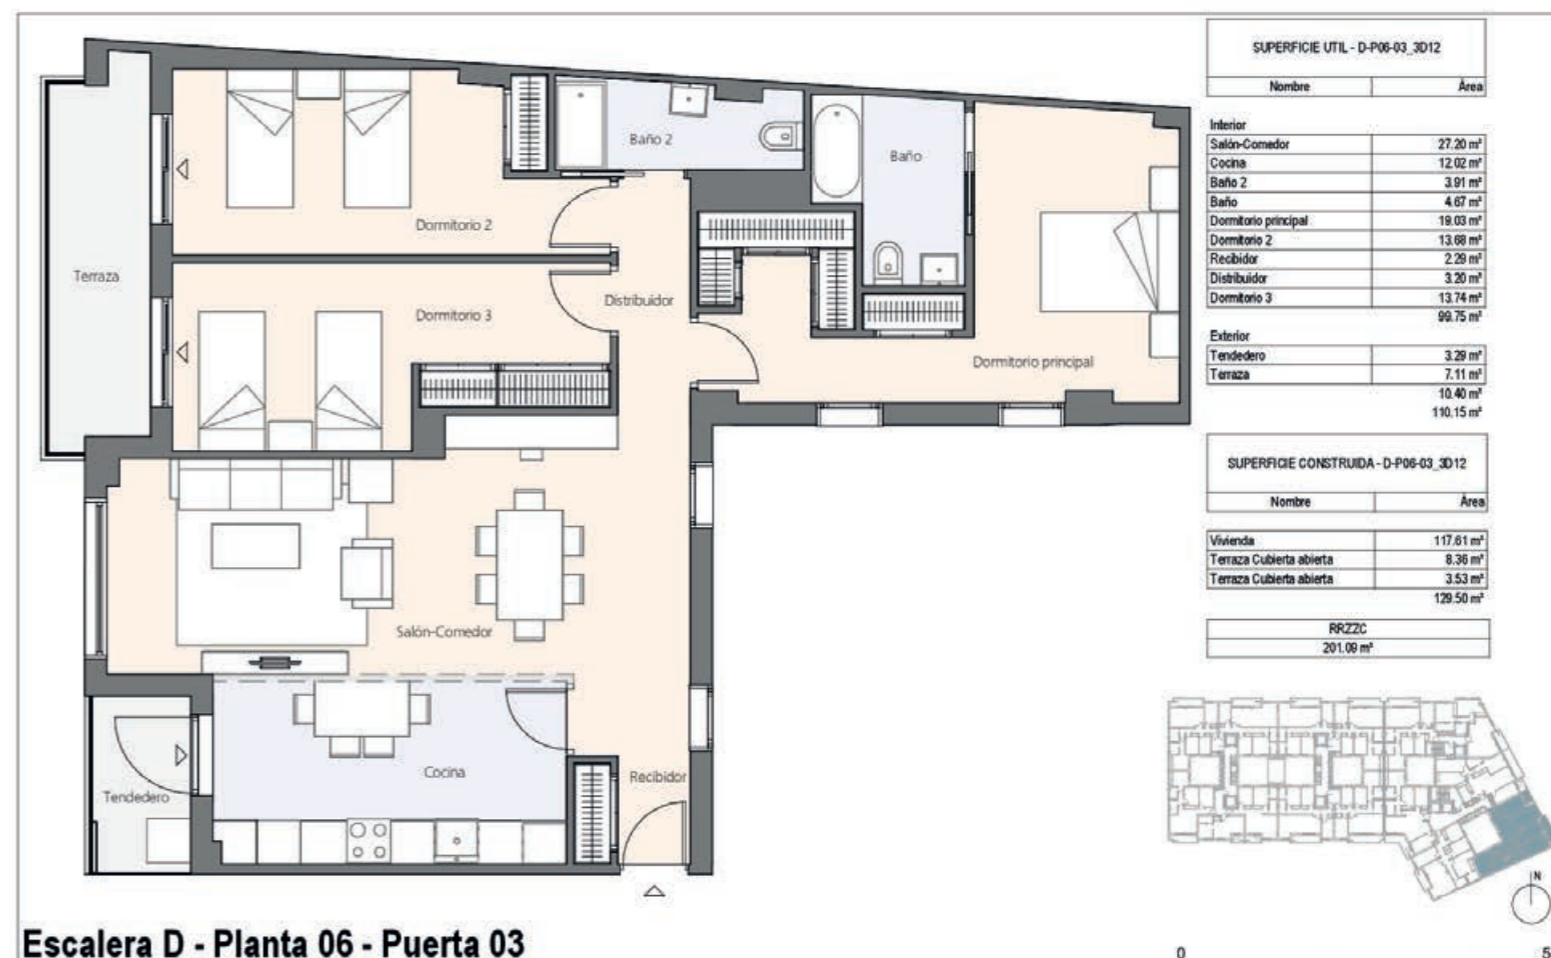 Terraza
Dormitorio 2
Dormitorio 3
Baño 2
Baño
Distribuidor
Dormitorio principal
Salón-Comedor
Cocina
Recibidor
Tendedero
Escalera D - Planta 06 - Puerta 03
SUPERFICIE UTIL - D-P06-03_3D12
Nombre Área
Interior
Salón-Comedor 27.20 m²
Cocina 12.02 m²
Baño 2 3.91 m²
Baño 4.67 m²
Dormitorio principal 19.03 m²
Dormitorio 2 13.68 m²
Recibidor 2.29 m²
Distribuidor 3.20 m²
Dormitorio 3 13.74 m²
99.75 m²
Exterior
Tendedero 3.29 m²
Terraza 7.11 m²
10.40 m²
110.15 m²
SUPERFICIE CONSTRUIDA - D-P06-03_3D12
Nombre Área
Vivienda 117.61 m²
Terraza Cubierta abierta 8.36 m²
Terraza Cubierta abierta 3.53 m²
129.50 m²
RRZZC
201.09 m²
N
0 5